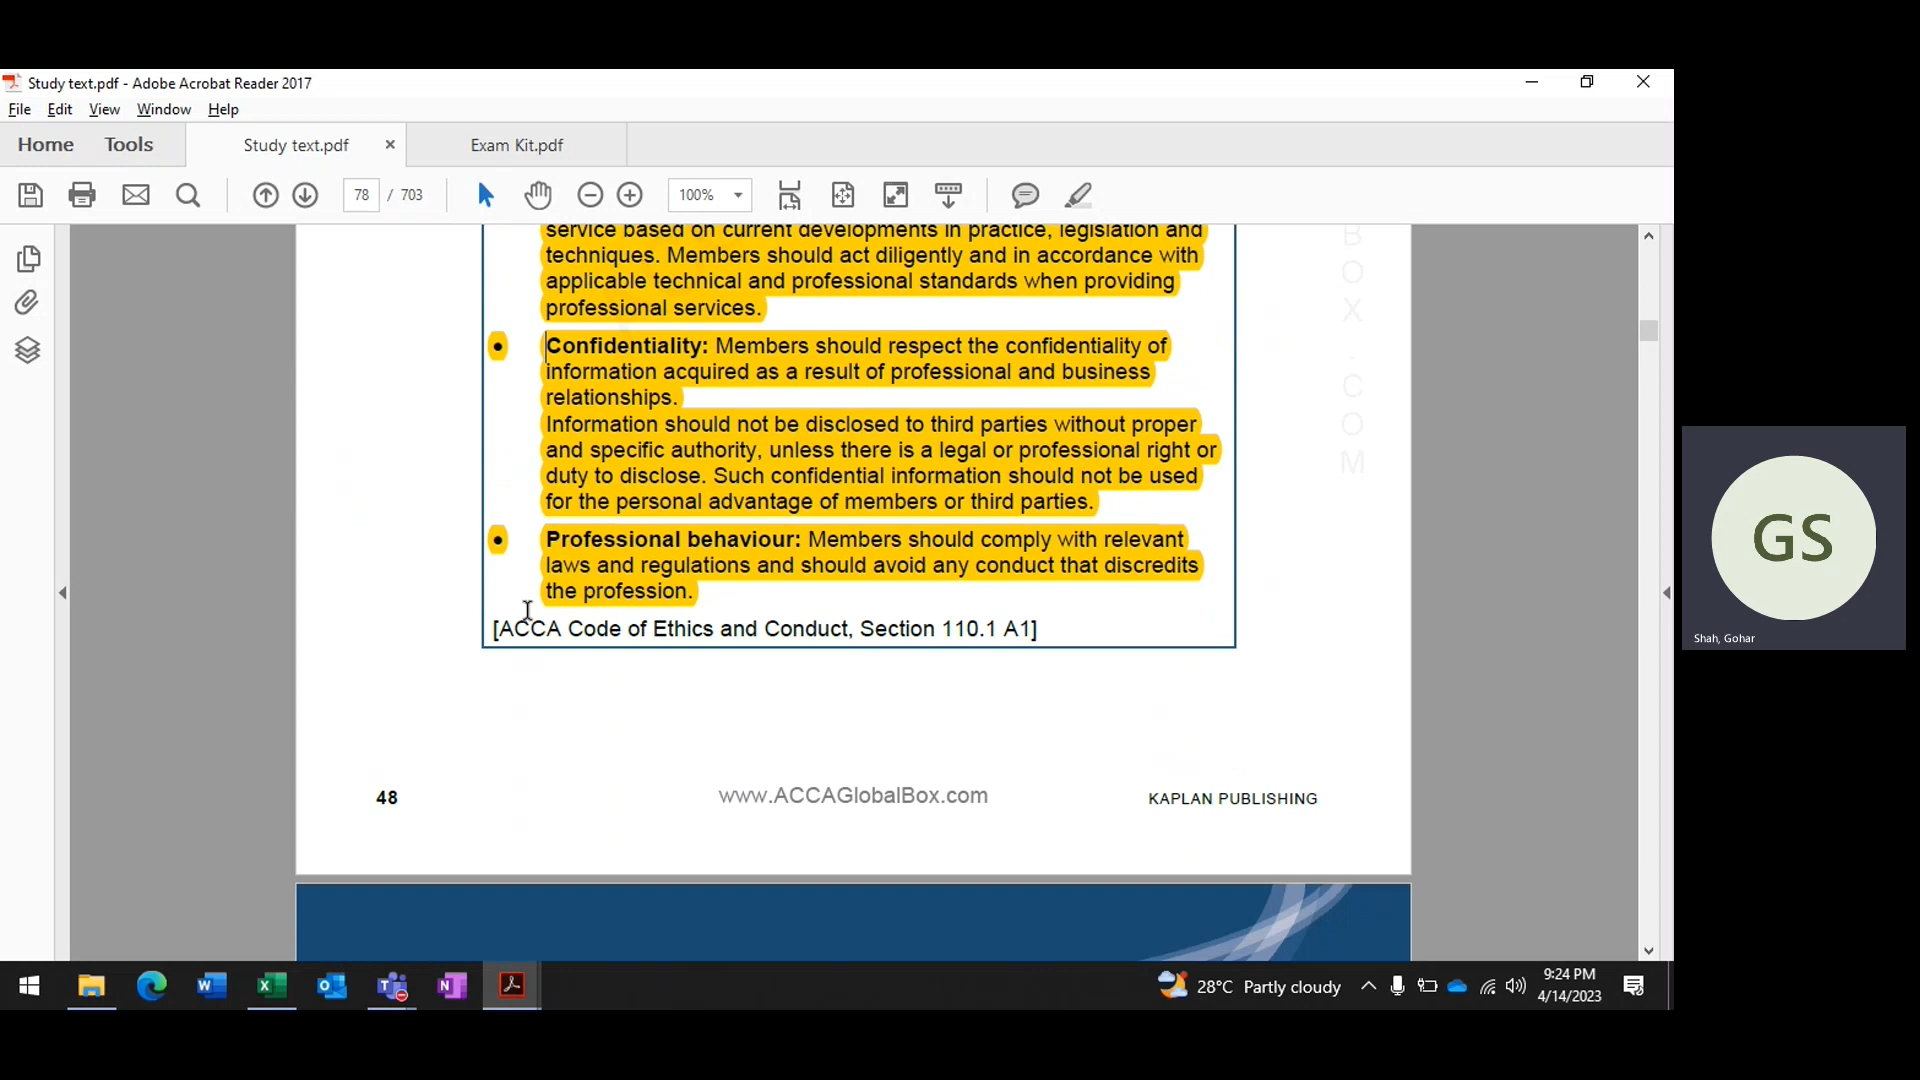 Study text.pdf - Adobe Acrobat Reader 2017
File Edit View Window Help
Home Tools Study text.pdf × Exam Kit.pdf
78 / 703 100%
service based on current developments in practice, legislation and
techniques. Members should act diligently and in accordance with
applicable technical and professional standards when providing
professional services.
• Confidentiality: Members should respect the confidentiality of
information acquired as a result of professional and business
relationships.
Information should not be disclosed to third parties without proper
and specific authority, unless there is a legal or professional right or
duty to disclose. Such confidential information should not be used
for the personal advantage of members or third parties.
• Professional behaviour: Members should comply with relevant
laws and regulations and should avoid any conduct that discredits
the profession.
[ACCA Code of Ethics and Conduct, Section 110.1 A1]
B
O
X
.
C
O
M
48 www.ACCAGlobalBox.com KAPLAN PUBLISHING
GS
Shah, Gohar
28°C Partly cloudy
9:24 PM
4/14/2023